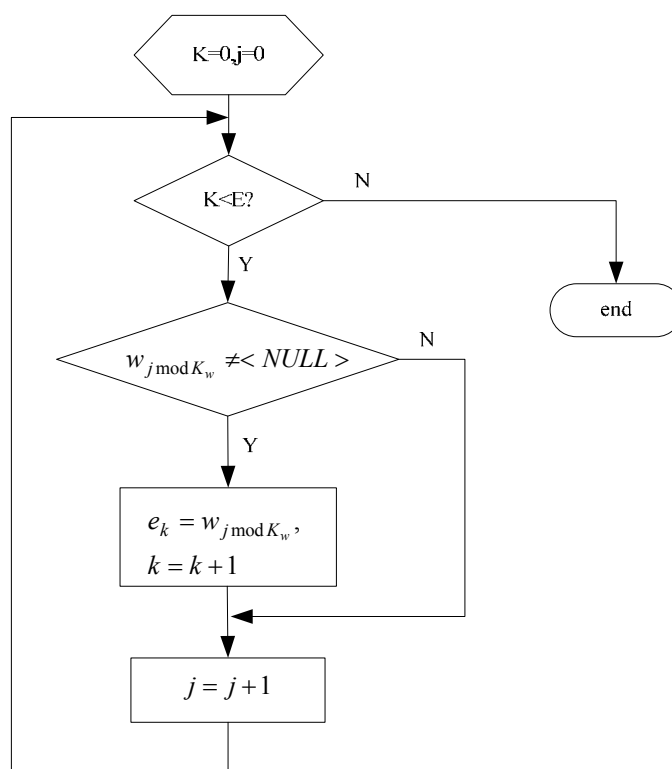 K=0,j=0
K<E?
N
Y
end
w_{j mod K_w} ≠< NULL >
N
Y
e_k = w_{j mod K_w},
k = k + 1
j = j + 1